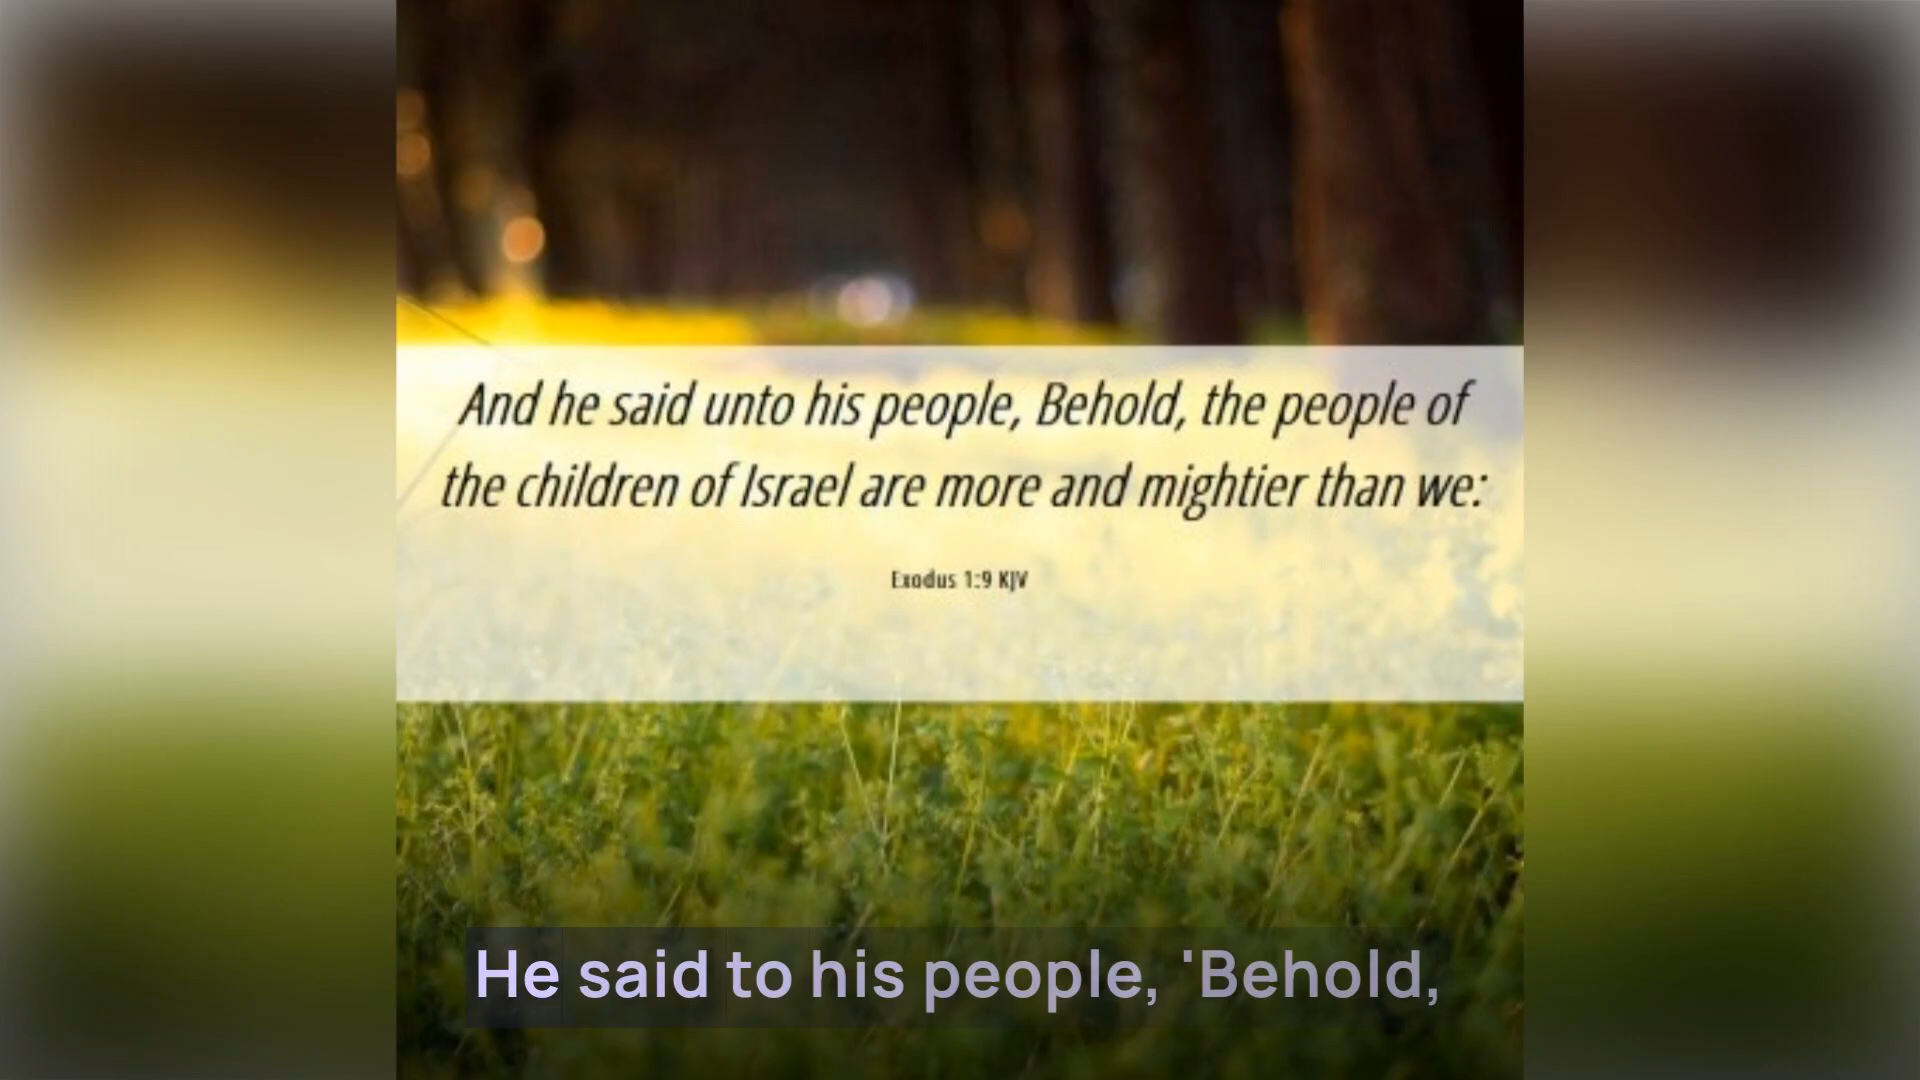 And he said unto his people, Behold, the people of
the children of Israel are more and mightier than we:
Exodus 1:9 KJV
He said to his people, 'Behold,